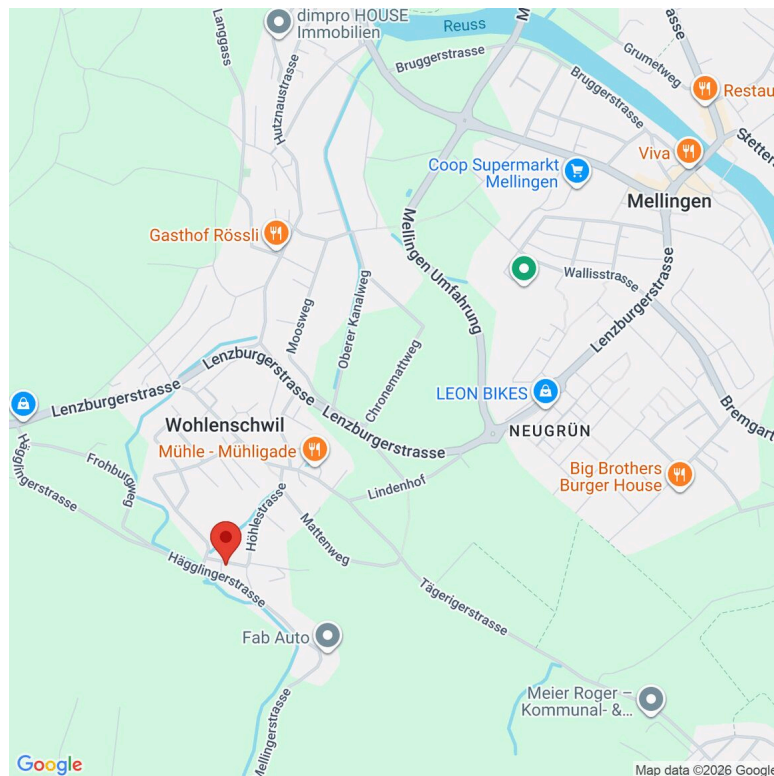 dimpro HOUSE
Immobilien
Langgass
Reuss
Bruggerstrasse
Grumetweg
Hutznaustrasse
Bruggerstrasse
Restau
Stetters
Viva
Coop Supermarkt
Mellingen
Mellingen
Gasthof Rössli
Mellingen Umfahrung
Wallisstrasse
Moosweg
Oberer Kanalweg
Lenzburgerstrasse
Chronemattweg
Lenzburgerstrasse
Lenzburgerstrasse
LEON BIKES
Bremgart
Wohlenschwil
Lenzburgerstrasse
NEUGRÜN
Mühle - Mühligade
Hägglingerstrasse
Frohburgweg
Big Brothers
Burger House
Lindenhof
Höhlestrasse
Mattenweg
Hägglingerstrasse
Tägerigerstrasse
Fab Auto
Meier Roger –
Kommunal- &...
Mellingerstrasse
Google
Map data ©2026 Google